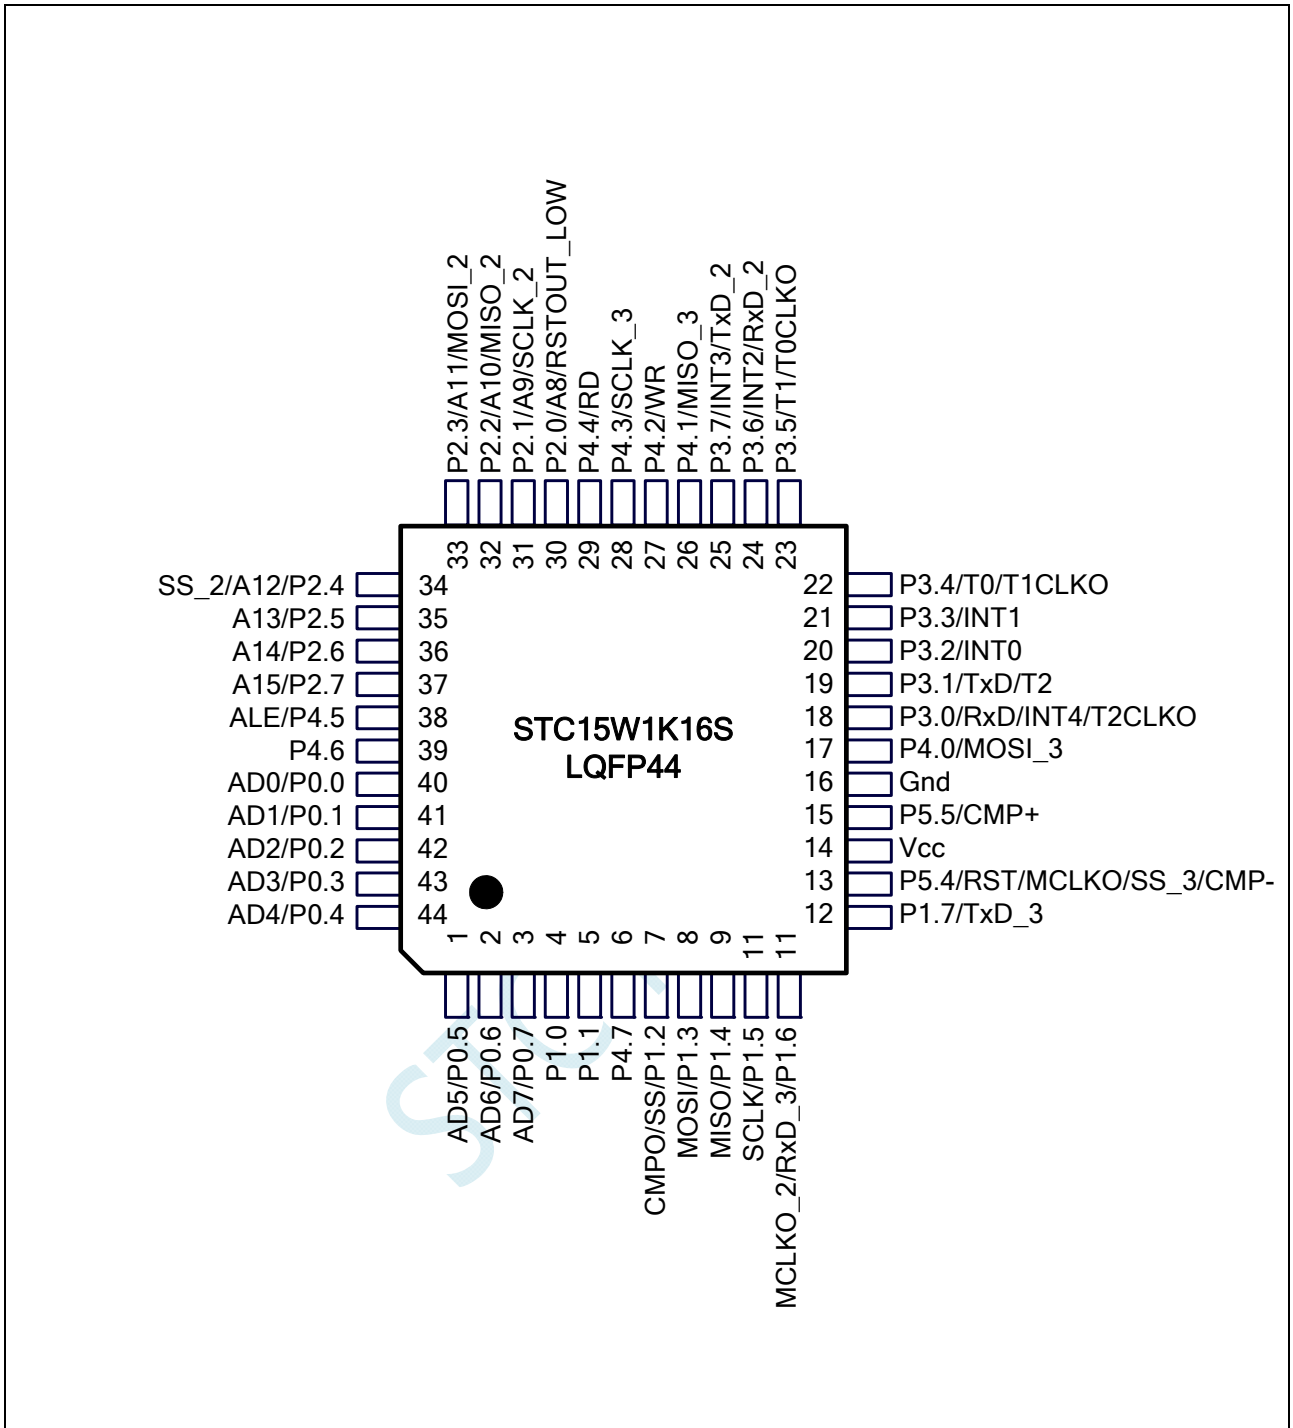 P2.3/A11/MOSI_2
P2.2/A10/MISO_2
P2.1/A9/SCLK_2
P2.0/A8/RSTOUT_LOW
P4.4/RD
P4.3/SCLK_3
P4.2/WR
P4.1/MISO_3
P3.7/INT3/TxD_2
P3.6/INT2/RxD_2
P3.5/T1/T0CLKO
33
32
31
30
29
28
27
26
25
24
23
SS_2/A12/P2.4 34
A13/P2.5 35
A14/P2.6 36
A15/P2.7 37
ALE/P4.5 38
P4.6 39
AD0/P0.0 40
AD1/P0.1 41
AD2/P0.2 42
AD3/P0.3 43
AD4/P0.4 44
STC15W1K16S
LQFP44
22 P3.4/T0/T1CLKO
21 P3.3/INT1
20 P3.2/INT0
19 P3.1/TxD/T2
18 P3.0/RxD/INT4/T2CLKO
17 P4.0/MOSI_3
16 Gnd
15 P5.5/CMP+
14 Vcc
13 P5.4/RST/MCLKO/SS_3/CMP-
12 P1.7/TxD_3
1
2
3
4
5
6
7
8
9
11
11
AD5/P0.5
AD6/P0.6
AD7/P0.7
P1.0
P1.1
P4.7
CMPO/SS/P1.2
MOSI/P1.3
MISO/P1.4
SCLK/P1.5
MCLKO_2/RxD_3/P1.6
STC